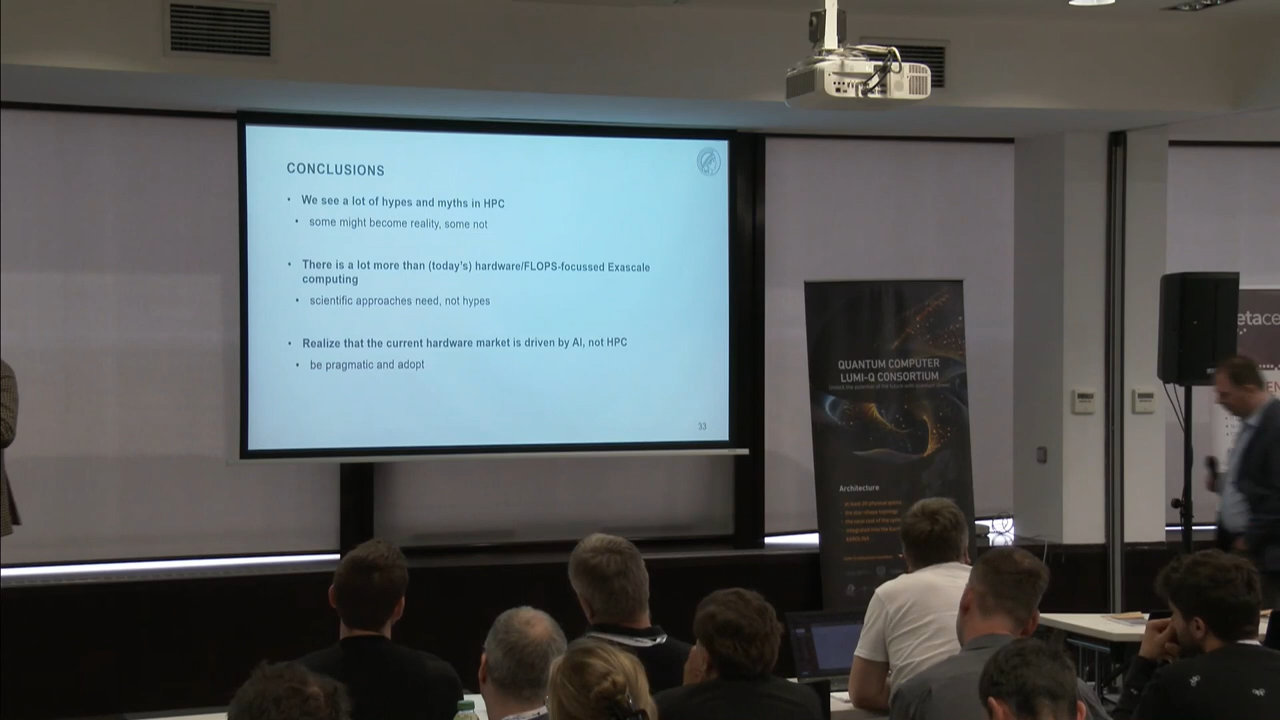 CONCLUSIONS
• We see a lot of hypes and myths in HPC
• some might become reality, some not
• There is a lot more than (today's) hardware/FLOPS-focussed Exascale
computing
• scientific approaches need, not hypes
• Realize that the current hardware market is driven by AI, not HPC
• be pragmatic and adopt
33
QUANTUM COMPUTER
LUMI-Q CONSORTIUM
Architecture
etace